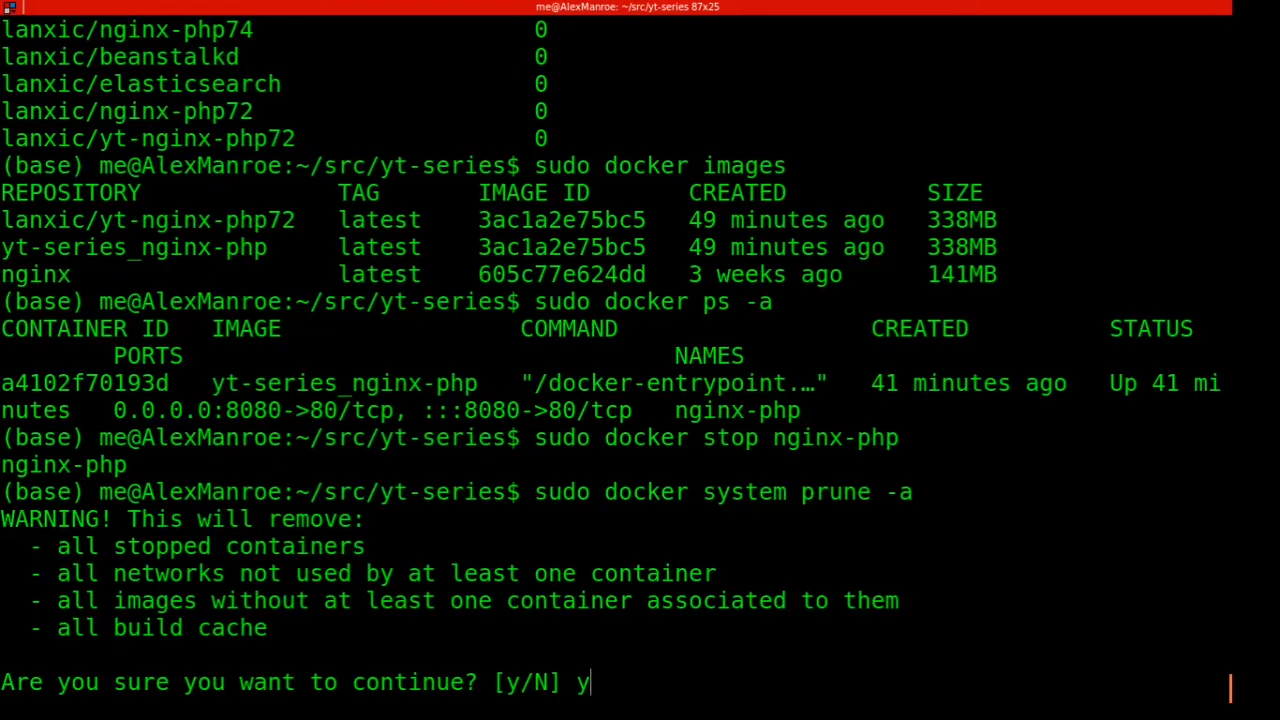 me@AlexManroe: ~/src/yt-series 87x25
lanxic/nginx-php74                    0
lanxic/beanstalkd                     0
lanxic/elasticsearch                  0
lanxic/nginx-php72                    0
lanxic/yt-nginx-php72                 0
(base) me@AlexManroe:~/src/yt-series$ sudo docker images
REPOSITORY              TAG       IMAGE ID       CREATED          SIZE
lanxic/yt-nginx-php72   latest    3ac1a2e75bc5   49 minutes ago   338MB
yt-series_nginx-php     latest    3ac1a2e75bc5   49 minutes ago   338MB
nginx                   latest    605c77e624dd   3 weeks ago      141MB
(base) me@AlexManroe:~/src/yt-series$ sudo docker ps -a
CONTAINER ID   IMAGE                 COMMAND                  CREATED          STATUS
        PORTS                                   NAMES
a4102f70193d   yt-series_nginx-php   "/docker-entrypoint.…"   41 minutes ago   Up 41 mi
nutes   0.0.0.0:8080->80/tcp, :::8080->80/tcp   nginx-php
(base) me@AlexManroe:~/src/yt-series$ sudo docker stop nginx-php
nginx-php
(base) me@AlexManroe:~/src/yt-series$ sudo docker system prune -a
WARNING! This will remove:
  - all stopped containers
  - all networks not used by at least one container
  - all images without at least one container associated to them
  - all build cache
Are you sure you want to continue? [y/N] y